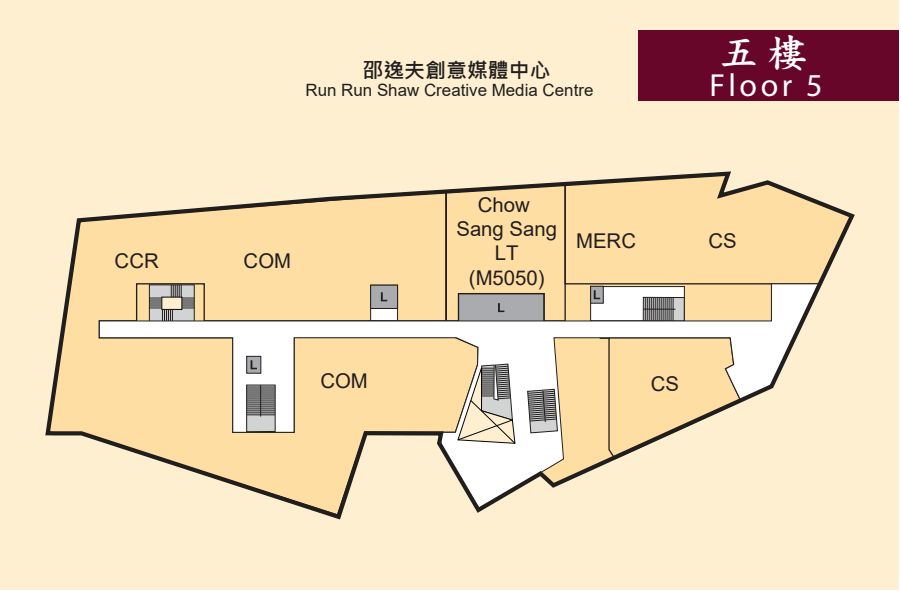 五樓
Floor 5
邵逸夫創意媒體中心
Run Run Shaw Creative Media Centre
Chow
Sang Sang
LT
(M5050)
MERC
CS
CCR
COM
L
L
L
L
COM
CS